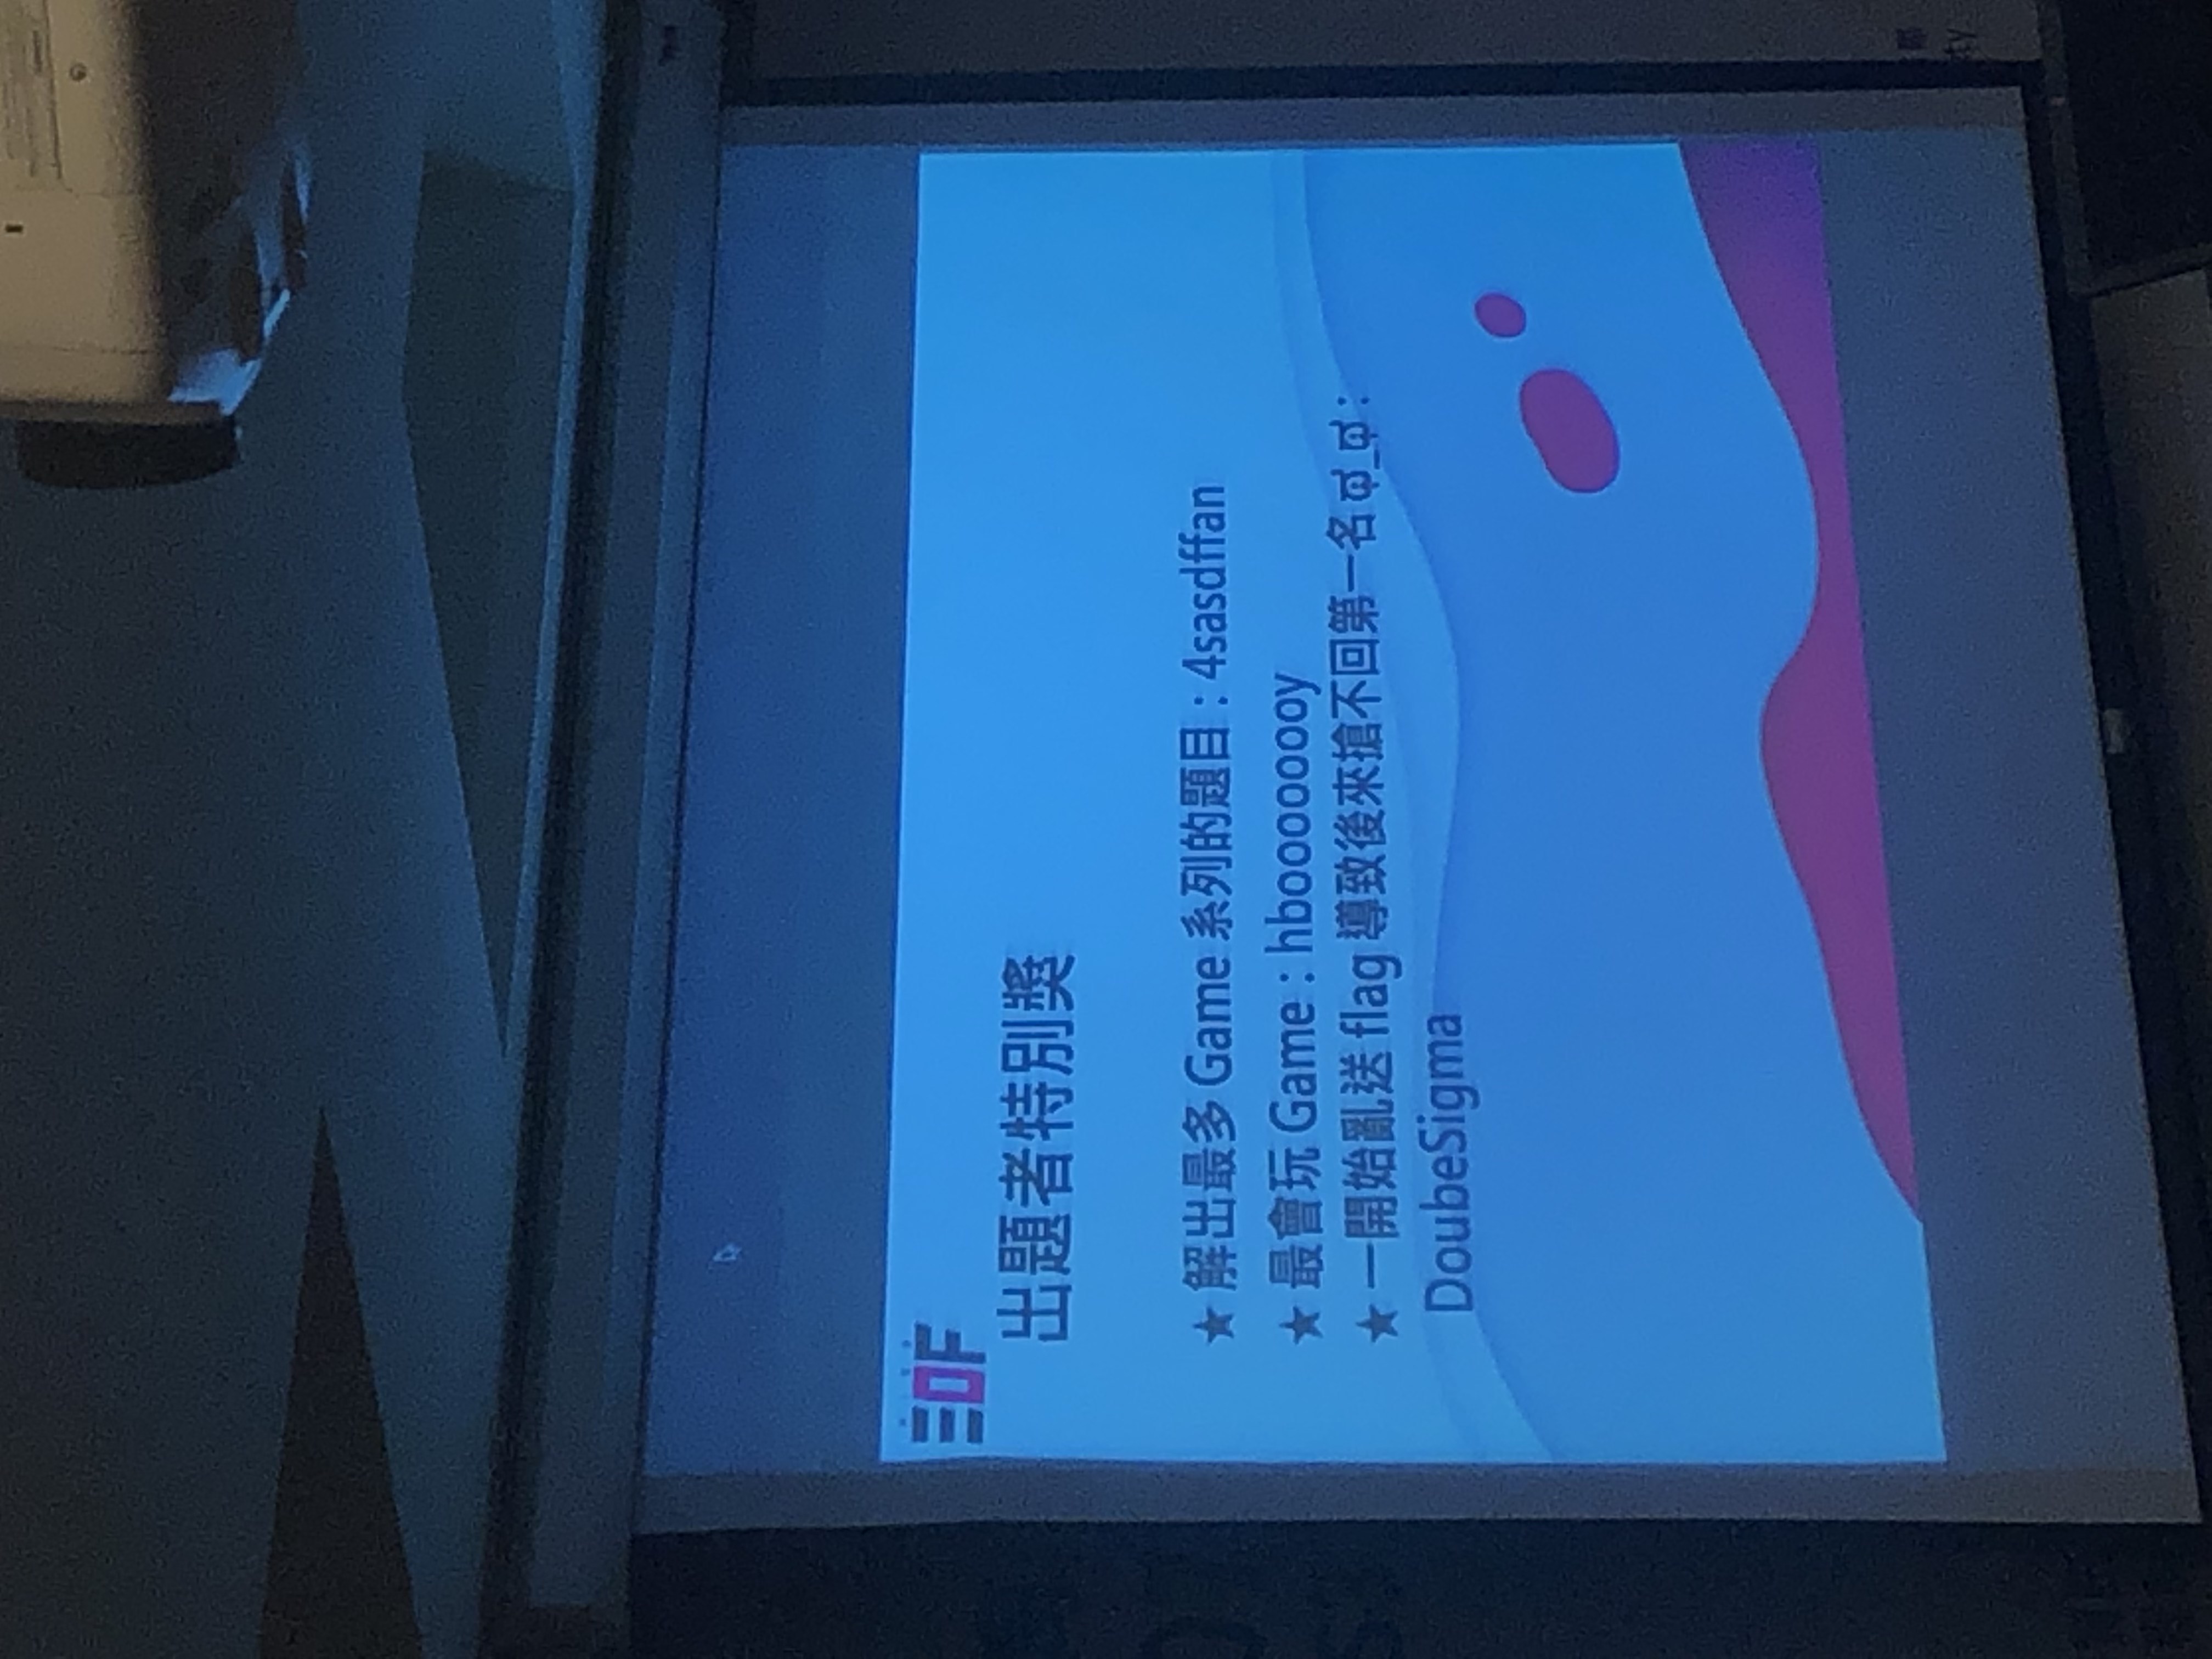 EOF
出題者特別獎
★ 解出最多 Game 系列的題目：4sasdffan
★ 最會玩 Game：hboooooooy
★ 一開始亂送 flag 導致後來搶不回第一名 ಠ_ಠ：
DoubeSigma